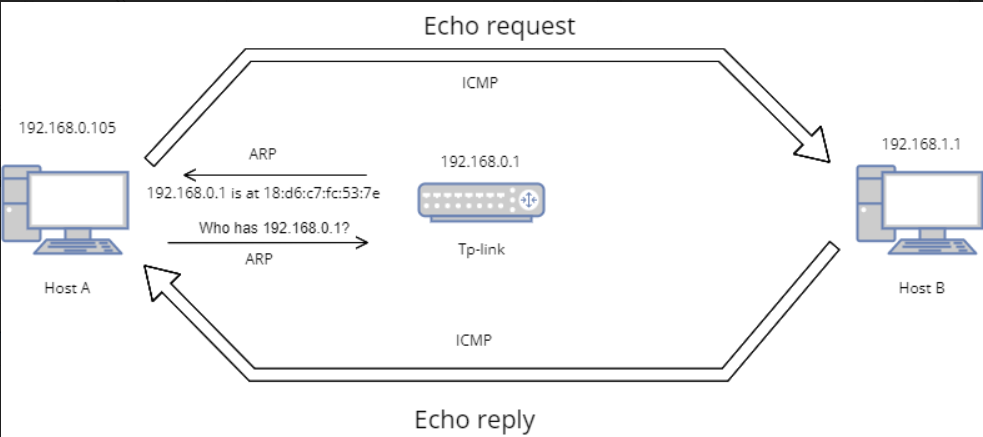 Echo request
ICMP
192.168.0.105
192.168.1.1
ARP
192.168.0.1
192.168.0.1 is at 18:d6:c7:fc:53:7e
Who has 192.168.0.1?
ARP
Tp-link
Host A
Host B
ICMP
Echo reply